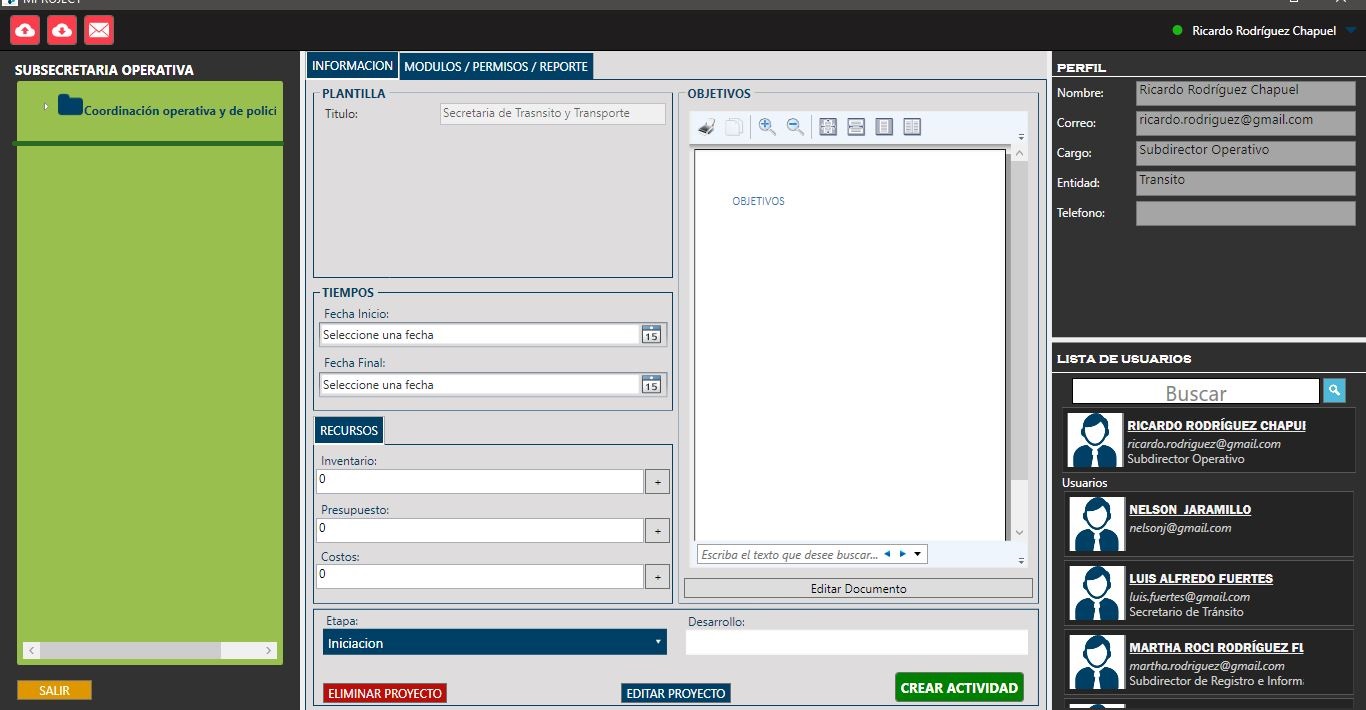 MPROJECT
Ricardo Rodríguez Chapuel
SUBSECRETARIA OPERATIVA
Coordinación operativa y de polici
INFORMACION
MODULOS / PERMISOS / REPORTE
PLANTILLA
Titulo:
Secretaria de Trasnsito y Transporte
TIEMPOS
Fecha Inicio:
Seleccione una fecha
15
Fecha Final:
Seleccione una fecha
15
RECURSOS
Inventario:
0
+
Presupuesto:
0
+
Costos:
0
+
OBJETIVOS
OBJETIVOS
Escriba el texto que desee buscar...
Editar Documento
Etapa:
Iniciacion
Desarrollo:
ELIMINAR PROYECTO
EDITAR PROYECTO
CREAR ACTIVIDAD
SALIR
PERFIL
Nombre:
Ricardo Rodríguez Chapuel
Correo:
ricardo.rodriguez@gmail.com
Cargo:
Subdirector Operativo
Entidad:
Transito
Telefono:
LISTA DE USUARIOS
Buscar
RICARDO RODRÍGUEZ CHAPUI
ricardo.rodriguez@gmail.com
Subdirector Operativo
Usuarios
NELSON JARAMILLO
nelsonj@gmail.com
LUIS ALFREDO FUERTES
luis.fuertes@gmail.com
Secretario de Tránsito
MARTHA ROCI RODRÍGUEZ FL
martha.rodriguez@gmail.com
Subdirector de Registro e Inform